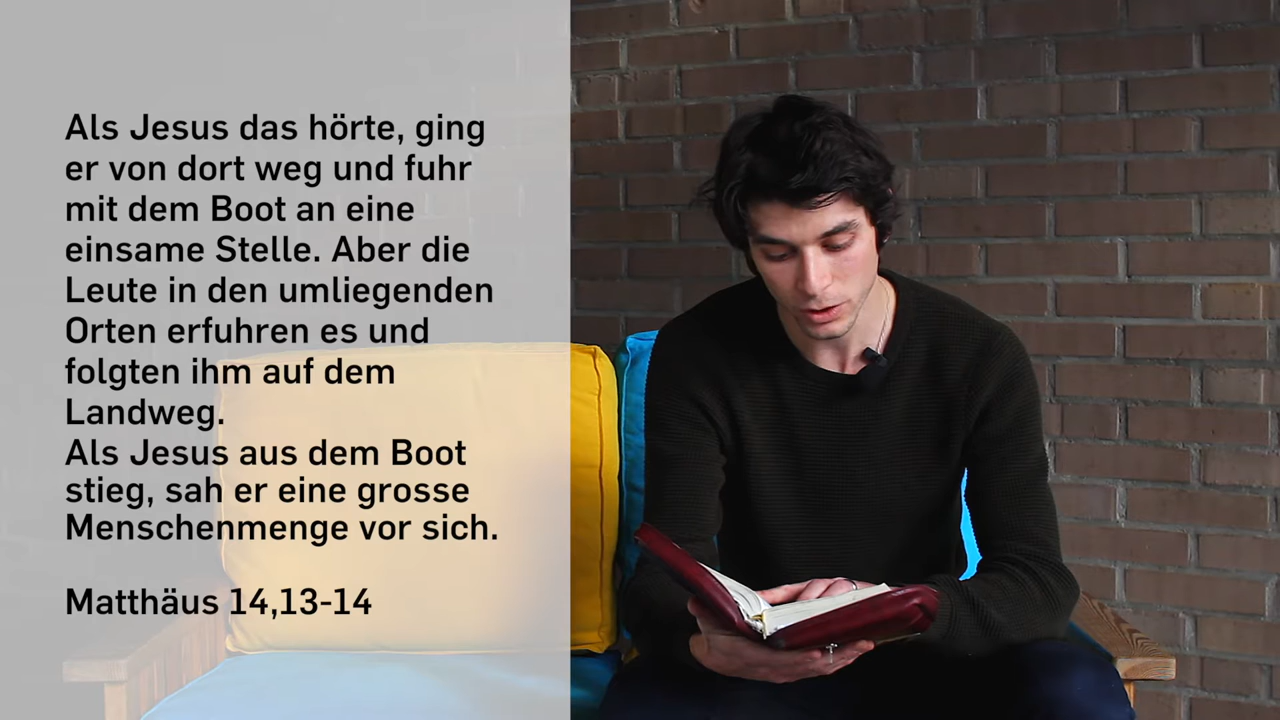 Als Jesus das hörte, ging
er von dort weg und fuhr
mit dem Boot an eine
einsame Stelle. Aber die
Leute in den umliegenden
Orten erfuhren es und
folgten ihm auf dem
Landweg.
Als Jesus aus dem Boot
stieg, sah er eine grosse
Menschenmenge vor sich.
Matthäus 14,13-14